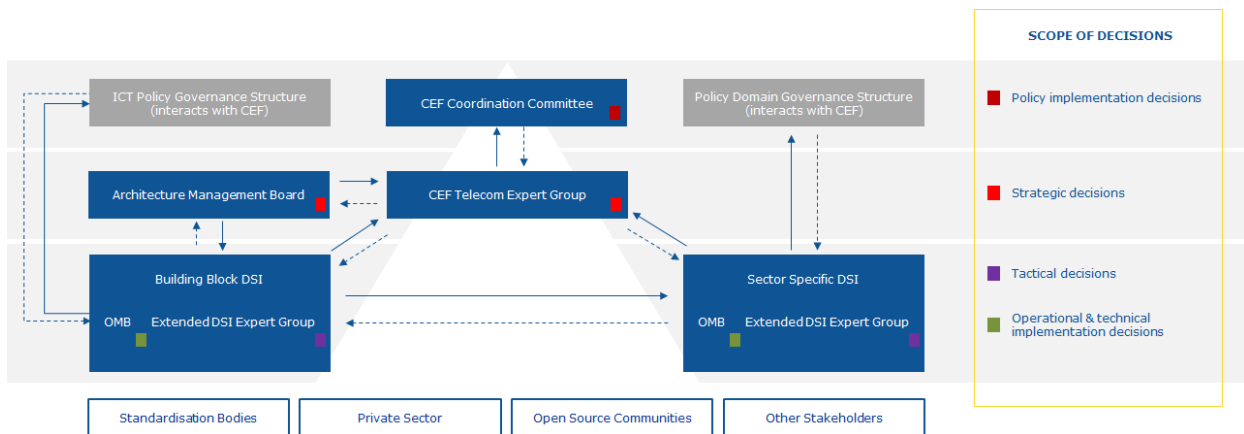 SCOPE OF DECISIONS
ICT Policy Governance Structure
(interacts with CEF)
CEF Coordination Committee
Policy Domain Governance Structure
(interacts with CEF)
Policy implementation decisions
Architecture Management Board
CEF Telecom Expert Group
Strategic decisions
Building Block DSI
Sector Specific DSI
Tactical decisions
OMB
Extended DSI Expert Group
OMB
Extended DSI Expert Group
Operational & technical
implementation decisions
Standardisation Bodies
Private Sector
Open Source Communities
Other Stakeholders